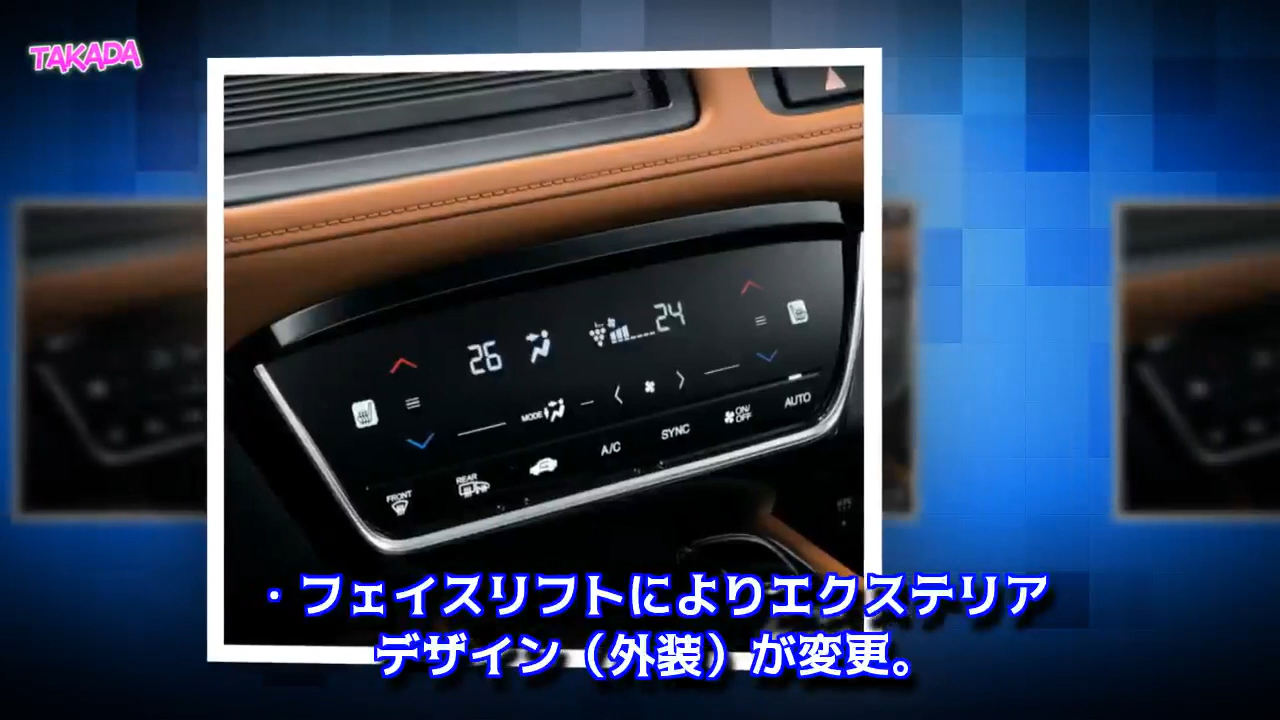 TAKADA
26
24
MODE
ON/
OFF
AUTO
SYNC
A/C
REAR
FRONT
・フェイスリフトによりエクステリア
デザイン（外装）が変更。